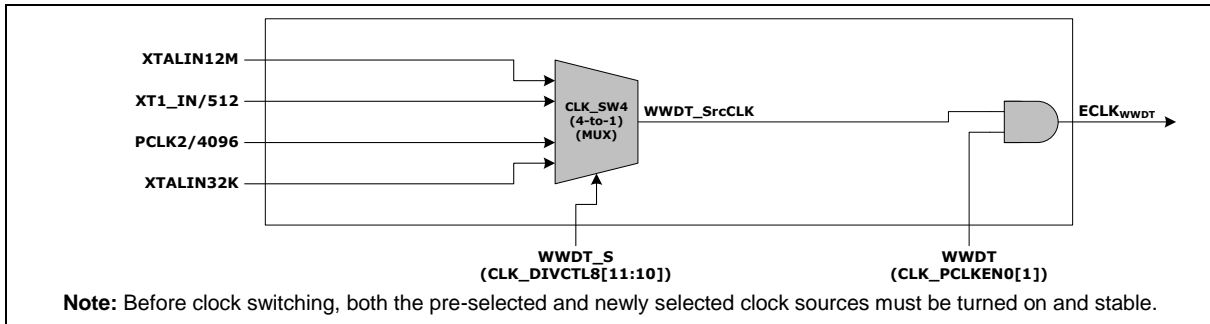 XTALIN12M
XT1_IN/512
PCLK2/4096
XTALIN32K
CLK_SW4
(4-to-1)
(MUX)
WWDT_SrcCLK
ECLKWWDT
WWDT_S
(CLK_DIVCTL8[11:10])
WWDT
(CLK_PCLKEN0[1])
Note: Before clock switching, both the pre-selected and newly selected clock sources must be turned on and stable.